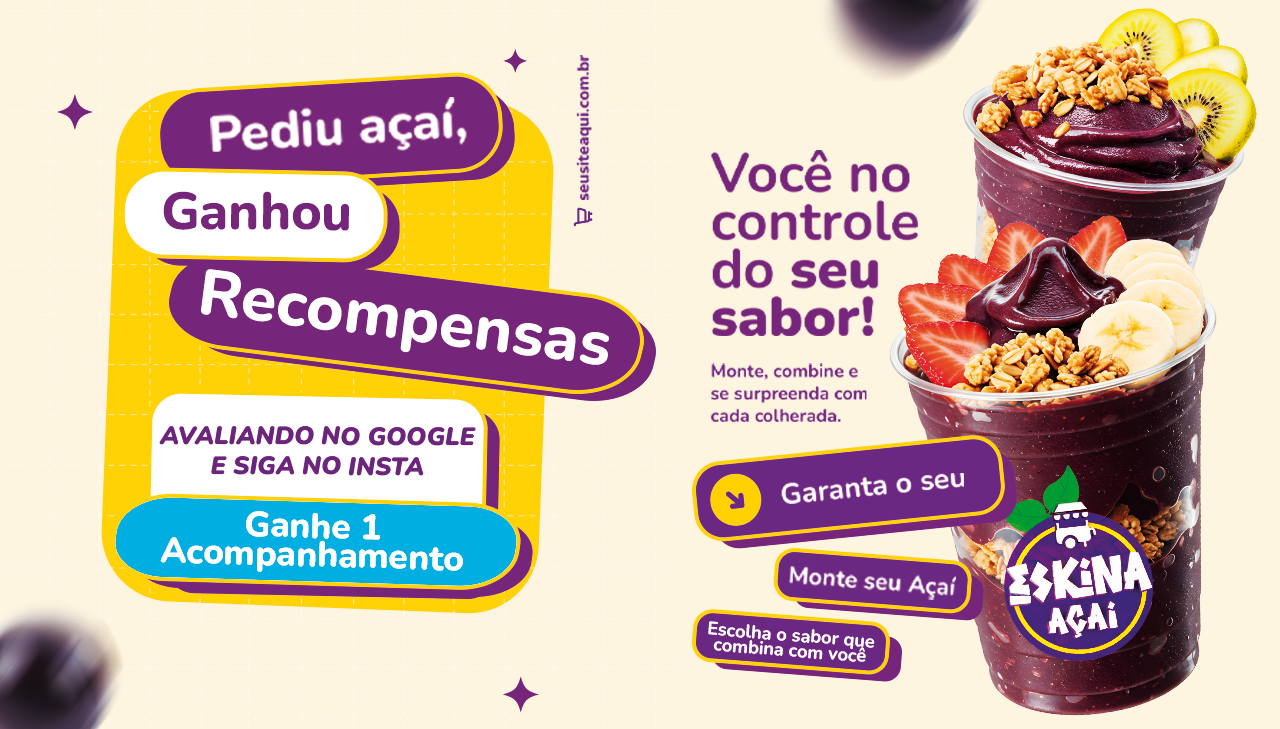 Pediu açaí,
Ganhou
Recompensas
AVALIANDO NO GOOGLE
E SIGA NO INSTA
Ganhe 1
Acompanhamento
seusiteaqui.com.br
Você no
controle
do seu
sabor!
Monte, combine e
se surpreenda com
cada colherada.
Garanta o seu
Monte seu Açaí
Escolha o sabor que
combina com você
ESKiNA
AÇAí